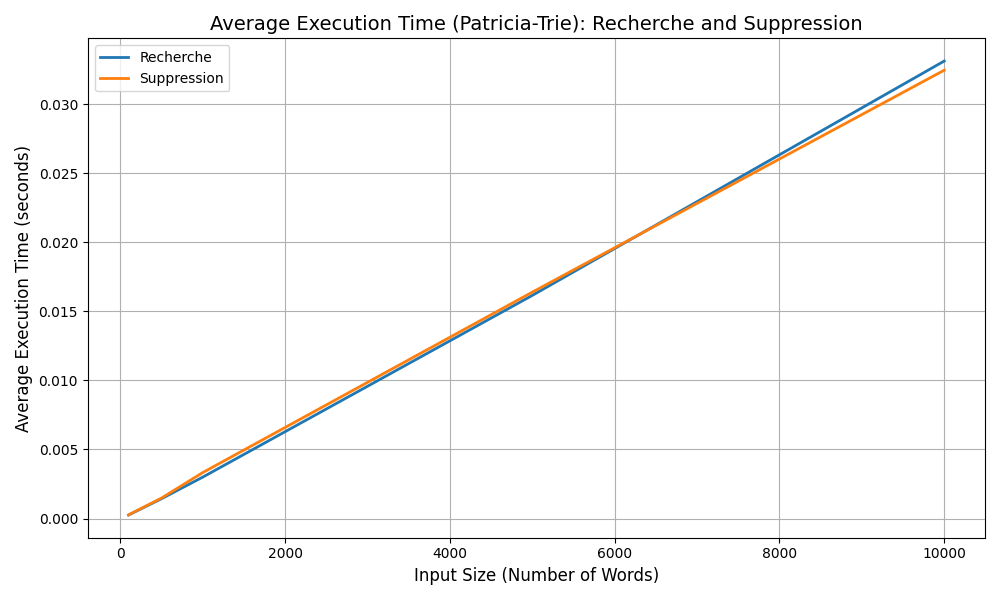 Average Execution Time (Patricia-Trie): Recherche and Suppression
Recherche
Suppression
Average Execution Time (seconds)
0.030
0.025
0.020
0.015
0.010
0.005
0.000
0 2000 4000 6000 8000 10000
Input Size (Number of Words)